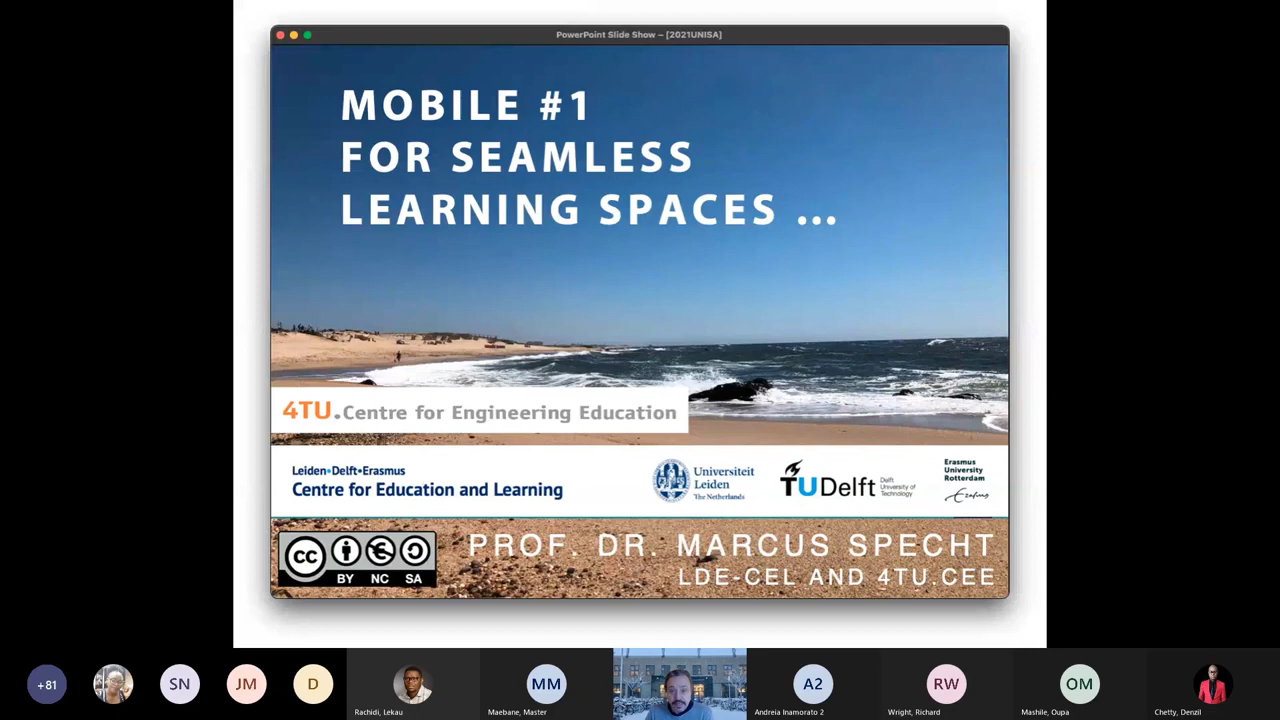 PowerPoint Slide Show – [2021UNISA]
MOBILE #1
FOR SEAMLESS
LEARNING SPACES ...
4TU.Centre for Engineering Education
Leiden•Delft•Erasmus
Centre for Education and Learning
Universiteit
Leiden
The Netherlands
TUDelft
Delft
University of
Technology
Erasmus
University
Rotterdam
Erasmus
cc
BY NC SA
PROF. DR. MARCUS SPECHT
LDE-CEL AND 4TU.CEE
+81
SN
JM
D
Rachidi, Lekau
MM
Maebane, Master
A2
Andreia Inamorato 2
RW
Wright, Richard
OM
Mashile, Oupa
Chetty, Denzil